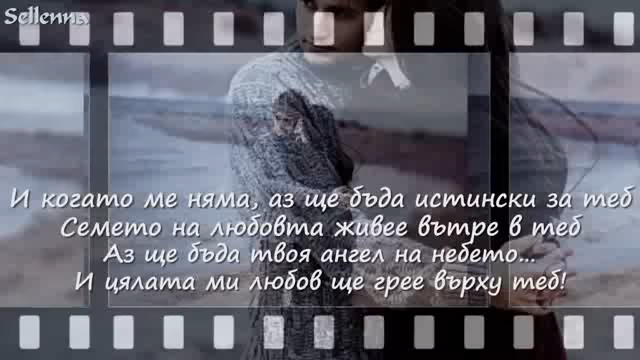 Sellenna
И когато ме няма, аз ще бъда истински за теб
Семето на любовта живее вътре в теб
Аз ще бъда твоя ангел на небето...
И цялата ми любов ще грее върху теб!